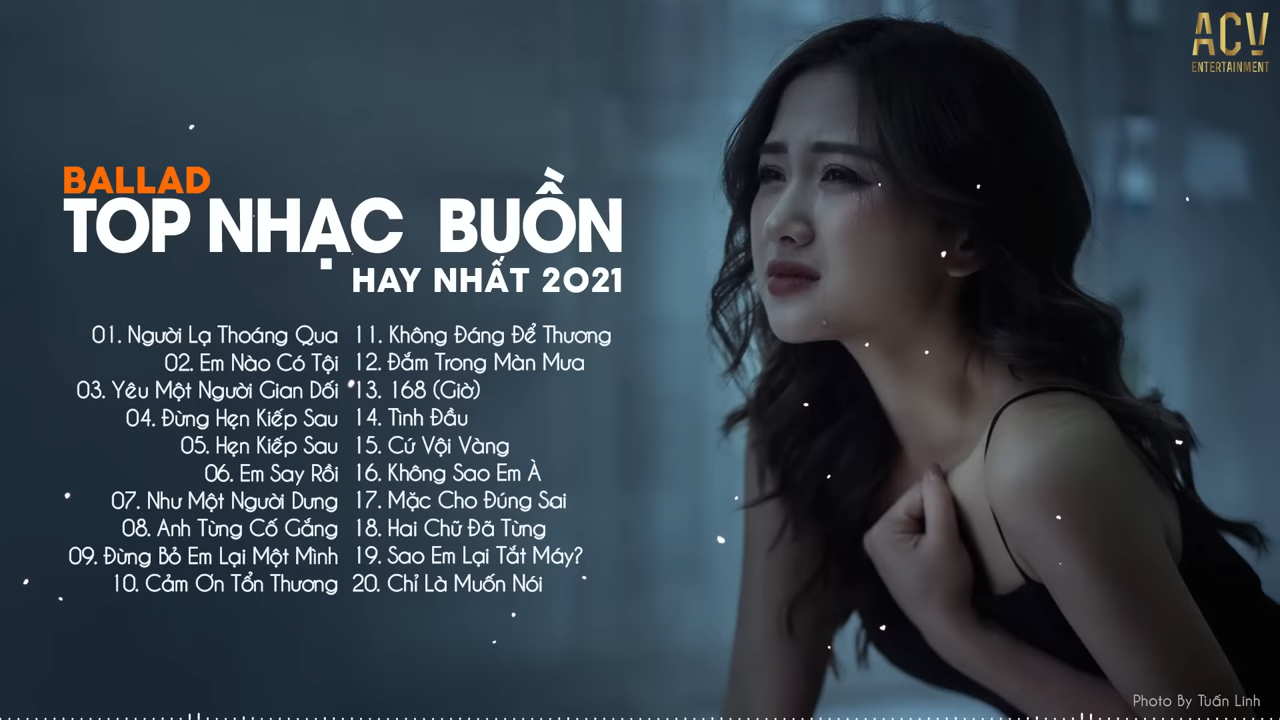 ACV
ENTERTAINMENT
BALLAD
TOP NHẠC BUỒN
HAY NHẤT 2021
01. Người Lạ Thoáng Qua
02. Em Nào Có Tội
03. Yêu Một Người Gian Dối
04. Đừng Hẹn Kiếp Sau
05. Hẹn Kiếp Sau
06. Em Say Rồi
07. Như Một Người Dưng
08. Anh Từng Cố Gắng
09. Đừng Bỏ Em Lại Một Mình
10. Cảm Ơn Tổn Thương
11. Không Đáng Để Thương
12. Đắm Trong Màn Mưa
13. 168 (Giờ)
14. Tình Đầu
15. Cứ Vội Vàng
16. Không Sao Em À
17. Mặc Cho Đúng Sai
18. Hai Chữ Đã Từng
19. Sao Em Lại Tắt Máy?
20. Chỉ Là Muốn Nói
Photo By Tuấn Linh